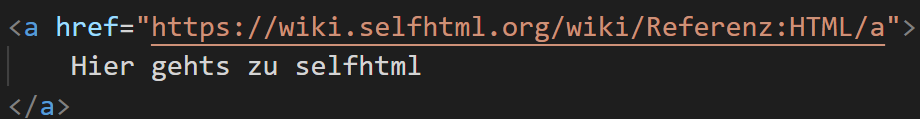 <a href="https://wiki.selfhtml.org/wiki/Referenz:HTML/a">
Hier gehts zu selfhtml
</a>